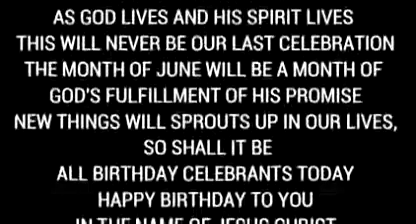 AS GOD LIVES AND HIS SPIRIT LIVES
THIS WILL NEVER BE OUR LAST CELEBRATION
THE MONTH OF JUNE WILL BE A MONTH OF
GOD'S FULFILLMENT OF HIS PROMISE
NEW THINGS WILL SPROUTS UP IN OUR LIVES,
SO SHALL IT BE
ALL BIRTHDAY CELEBRANTS TODAY
HAPPY BIRTHDAY TO YOU
IN THE NAME OF JESUS CHRIST